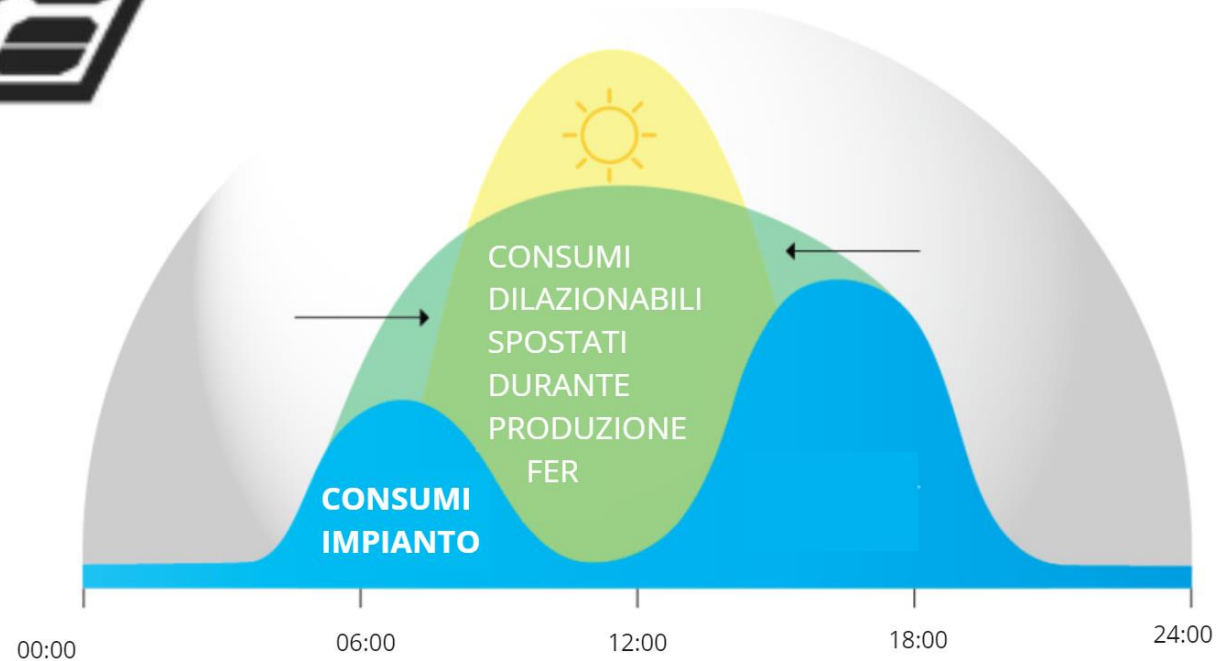 CONSUMI
DILAZIONABILI
SPOSTATI
DURANTE
PRODUZIONE
FER
CONSUMI
IMPIANTO
00:00
06:00
12:00
18:00
24:00